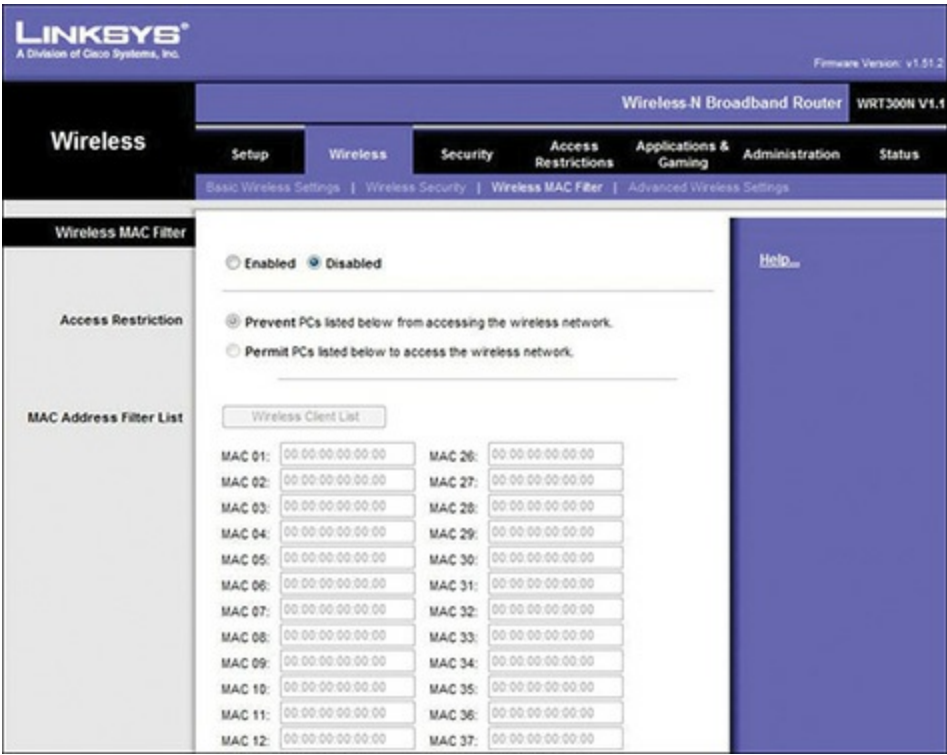 LINKSYS®
A Division of Cisco Systems, Inc.
Firmware Version: v1.51.2
Wireless-N Broadband Router WRT300N V1.1
Wireless
Setup Wireless Security Access Restrictions Applications & Gaming Administration Status
Basic Wireless Settings | Wireless Security | Wireless MAC Filter | Advanced Wireless Settings
Wireless MAC Filter
Enabled Disabled
Help...
Access Restriction
Prevent PCs listed below from accessing the wireless network.
Permit PCs listed below to access the wireless network.
MAC Address Filter List
Wireless Client List
MAC 01: 00:00:00:00:00:00 MAC 26: 00:00:00:00:00:00
MAC 02: 00:00:00:00:00:00 MAC 27: 00:00:00:00:00:00
MAC 03: 00:00:00:00:00:00 MAC 28: 00:00:00:00:00:00
MAC 04: 00:00:00:00:00:00 MAC 29: 00:00:00:00:00:00
MAC 05: 00:00:00:00:00:00 MAC 30: 00:00:00:00:00:00
MAC 06: 00:00:00:00:00:00 MAC 31: 00:00:00:00:00:00
MAC 07: 00:00:00:00:00:00 MAC 32: 00:00:00:00:00:00
MAC 08: 00:00:00:00:00:00 MAC 33: 00:00:00:00:00:00
MAC 09: 00:00:00:00:00:00 MAC 34: 00:00:00:00:00:00
MAC 10: 00:00:00:00:00:00 MAC 35: 00:00:00:00:00:00
MAC 11: 00:00:00:00:00:00 MAC 36: 00:00:00:00:00:00
MAC 12: 00:00:00:00:00:00 MAC 37: 00:00:00:00:00:00